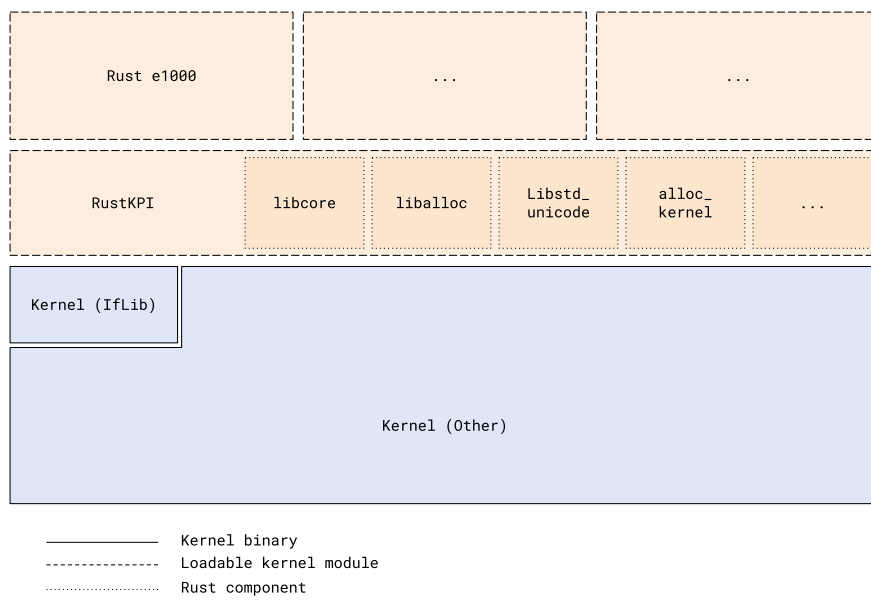 Rust e1000
...
...
RustKPI
libcore
liballoc
Libstd_
unicode
alloc_
kernel
...
Kernel (IfLib)
Kernel (Other)
Kernel binary
Loadable kernel module
Rust component